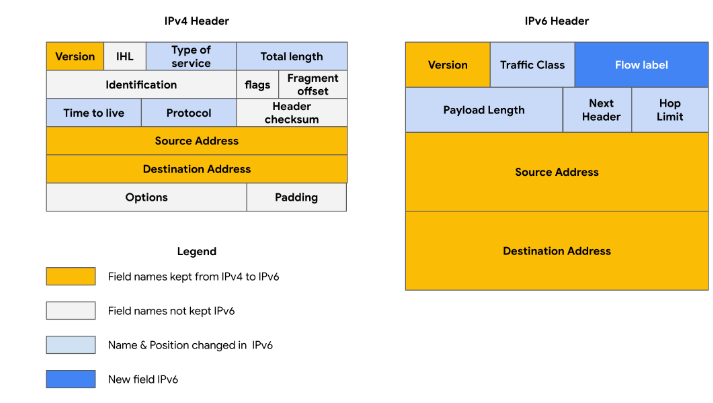 IPv4 Header
Version IHL Type of service Total length
Identification flags Fragment offset
Time to live Protocol Header checksum
Source Address
Destination Address
Options Padding
IPv6 Header
Version Traffic Class Flow label
Payload Length Next Header Hop Limit
Source Address
Destination Address
Legend
Field names kept from IPv4 to IPv6
Field names not kept IPv6
Name & Position changed in IPv6
New field IPv6